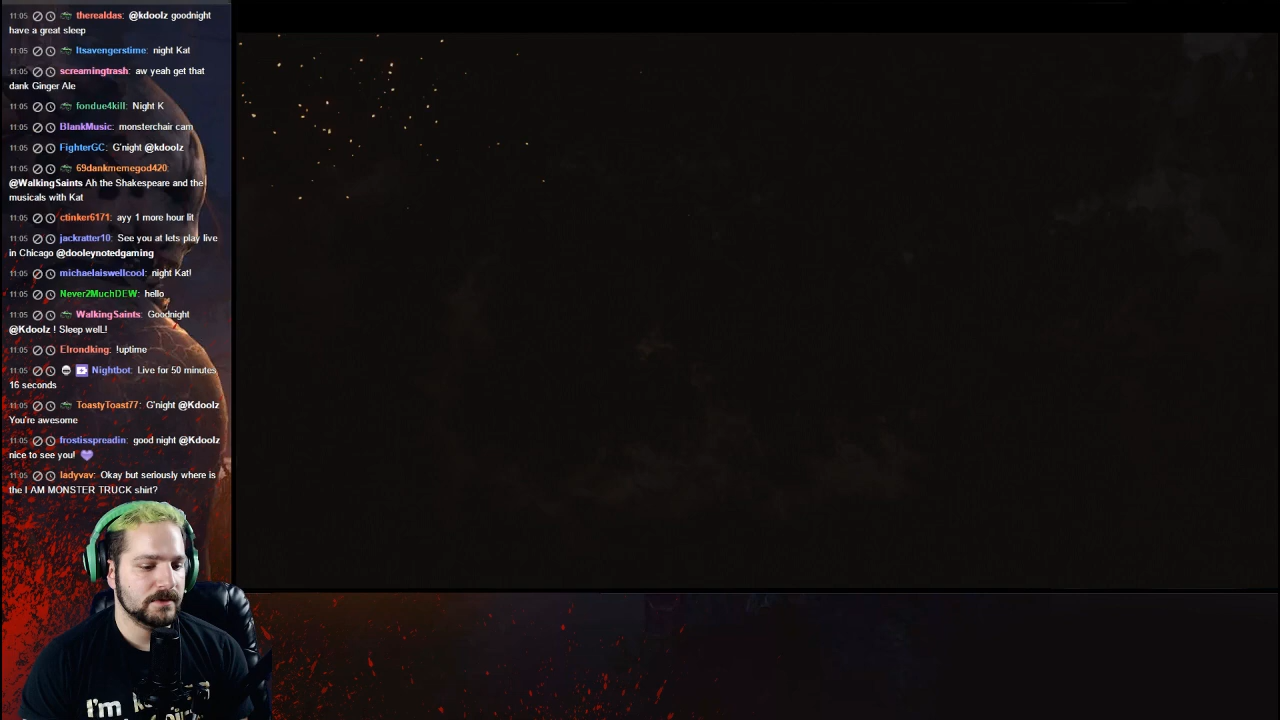 11:05 therealdas: @kdoolz goodnight
have a great sleep
11:05 Itsavengerstime: night Kat
11:05 screamingtrash: aw yeah get that
dank Ginger Ale
11:05 fondue4kill: Night K
11:05 BlankMusic: monsterchair cam
11:05 FighterGC: G'night @kdoolz
11:05 69dankmemegod420:
@WalkingSaints Ah the Shakespeare and the
musicals with Kat
11:05 ctinker6171: ayy 1 more hour lit
11:05 jackratter10: See you at lets play live
in Chicago @dooleynotedgaming
11:05 michaelaiswellcool: night Kat!
11:05 Never2MuchDEW: hello
11:05 WalkingSaints: Goodnight
@Kdoolz ! Sleep well!
11:05 Elrondking: !uptime
11:05 Nightbot: Live for 50 minutes
16 seconds
11:05 ToastyToast77: G'night @Kdoolz
You're awesome
11:05 frostisspreadin: good night @Kdoolz
nice to see you!
11:05 ladyvav: Okay but seriously where is
the I AM MONSTER TRUCK shirt?
I'm